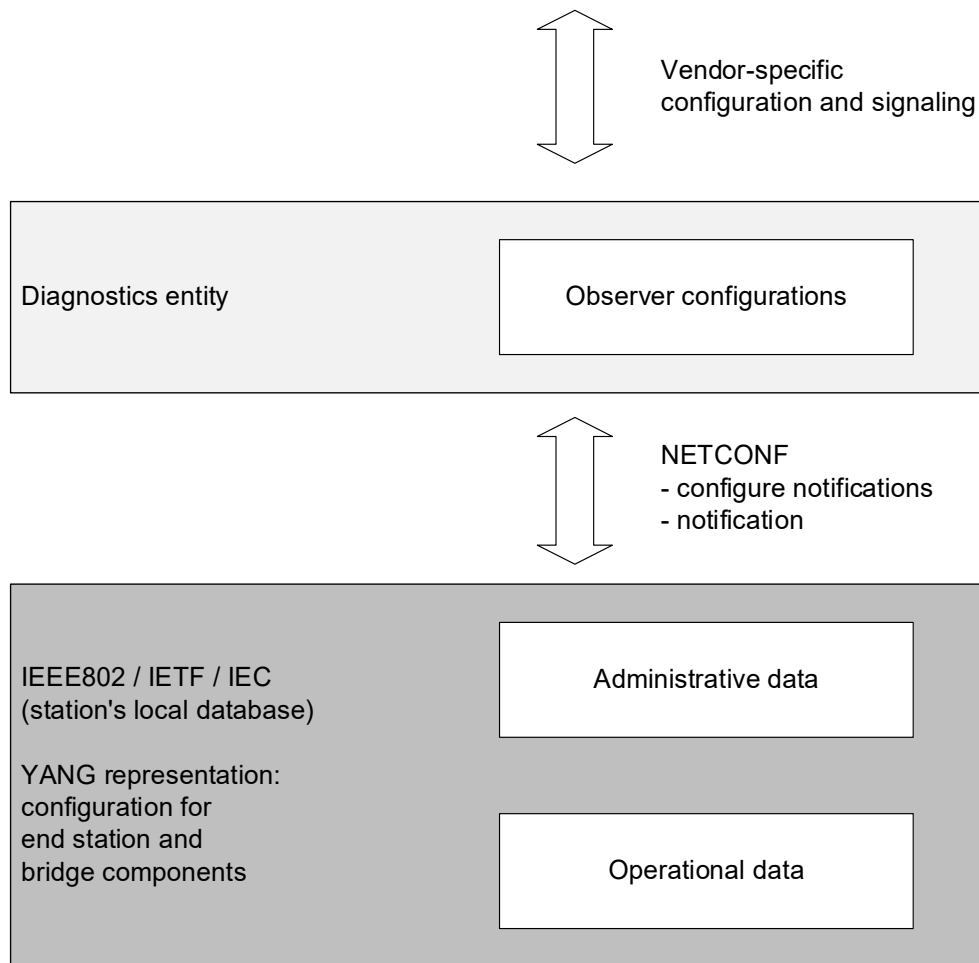 Vendor-specific
configuration and signaling
Diagnostics entity
Observer configurations
NETCONF
- configure notifications
- notification
IEEE802 / IETF / IEC
(station's local database)
YANG representation:
configuration for
end station and
bridge components
Administrative data
Operational data